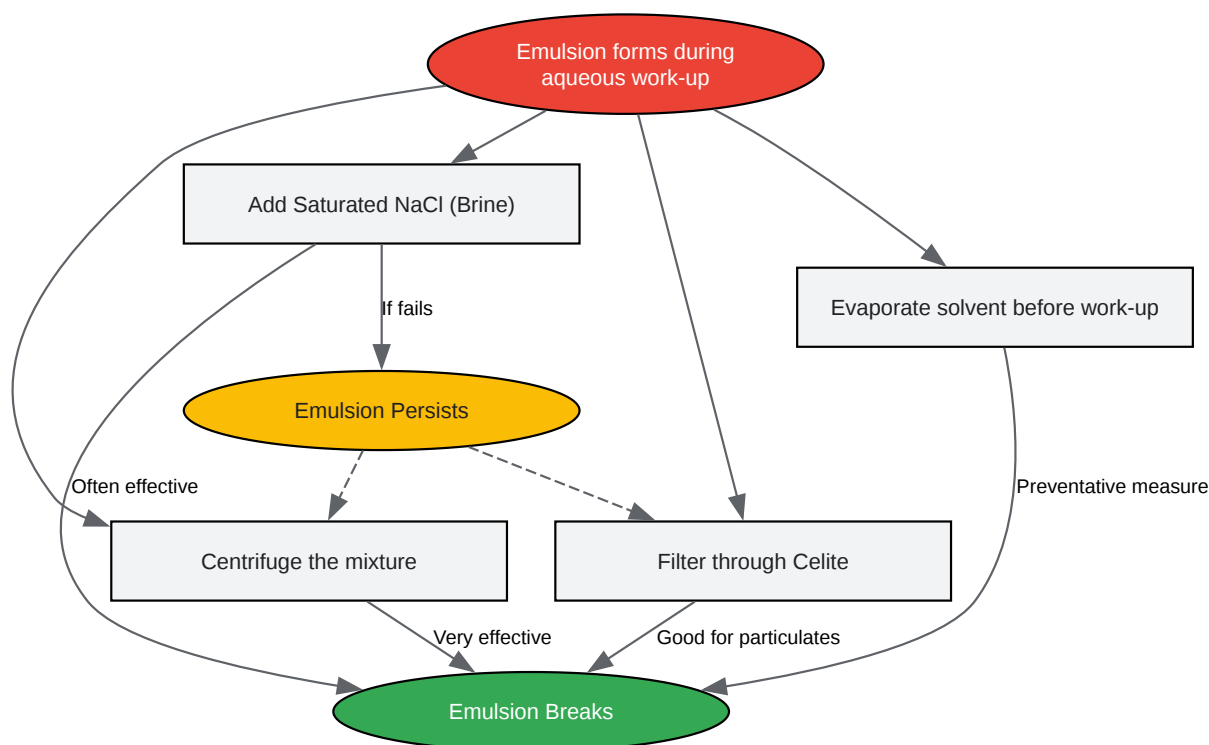 Emulsion forms during
aqueous work-up
Add Saturated NaCl (Brine)
Evaporate solvent before work-up
If fails
Emulsion Persists
Often effective
Preventative measure
Centrifuge the mixture
Filter through Celite
Very effective
Good for particulates
Emulsion Breaks